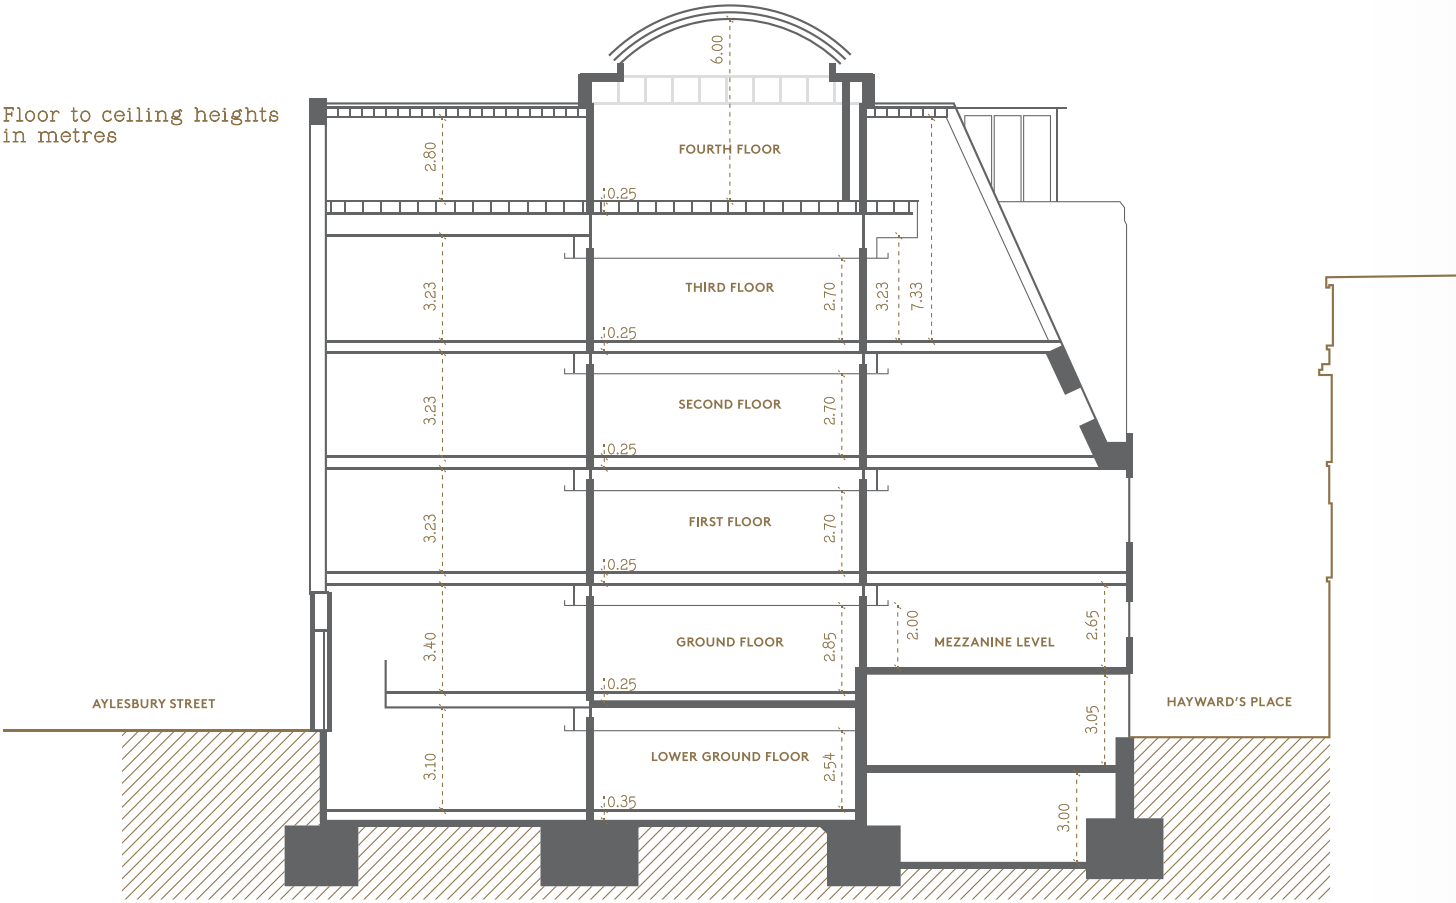 6.00
Floor to ceiling heights
in metres
2.80
FOURTH FLOOR
0.25
3.23
THIRD FLOOR
2.70
3.23
7.33
0.25
3.23
SECOND FLOOR
2.70
0.25
3.23
FIRST FLOOR
2.70
0.25
3.40
GROUND FLOOR
2.85
2.00
MEZZANINE LEVEL
2.65
0.25
AYLESBURY STREET
HAYWARD'S PLACE
3.05
3.10
LOWER GROUND FLOOR
2.54
0.35
3.00